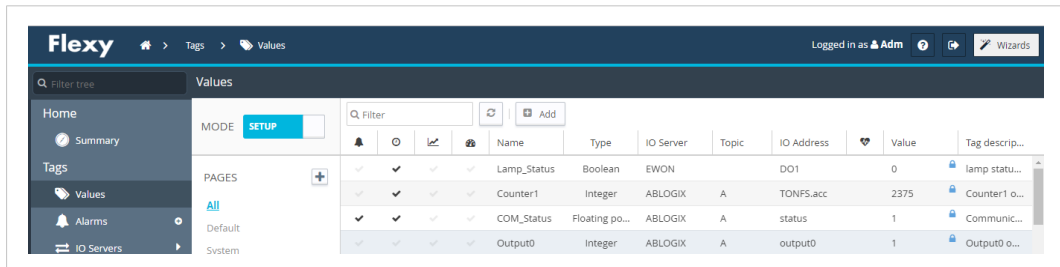 Flexy > Tags > Values Logged in as Adm ? Wizards
Filter tree Values
Home
Summary
Tags
Values
Alarms
IO Servers
MODE SETUP
PAGES
All
Default
System
Filter Add
Name Type IO Server Topic IO Address Value Tag descrip...
Lamp_Status Boolean EWON DO1 0 lamp statu...
Counter1 Integer ABLOGIX A TONFS.acc 2375 Counter1 o...
COM_Status Floating po... ABLOGIX A status 1 Communic...
Output0 Integer ABLOGIX A output0 1 Output0 o...